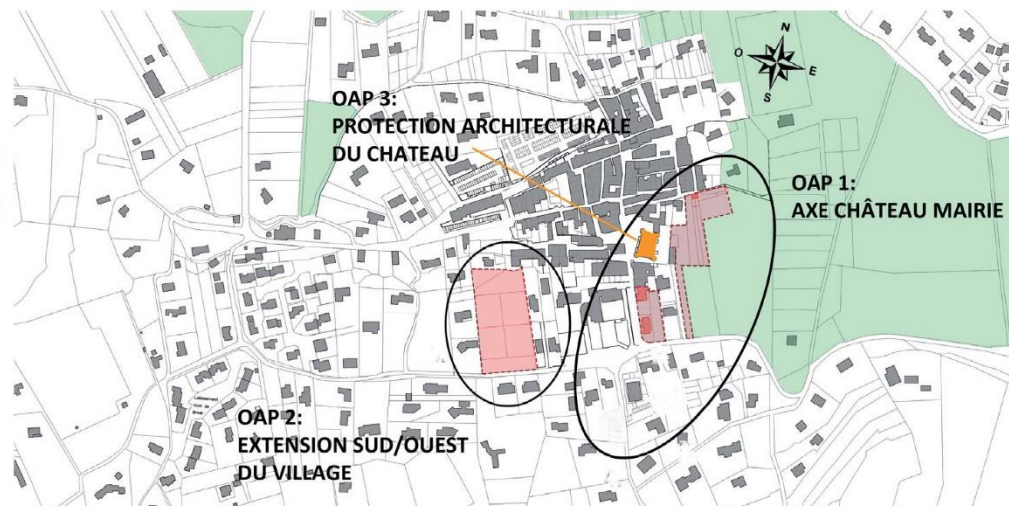 N
O
E
S
OAP 3:
PROTECTION ARCHITECTURALE
DU CHATEAU
OAP 1:
AXE CHÂTEAU MAIRIE
OAP 2:
EXTENSION SUD/OUEST
DU VILLAGE